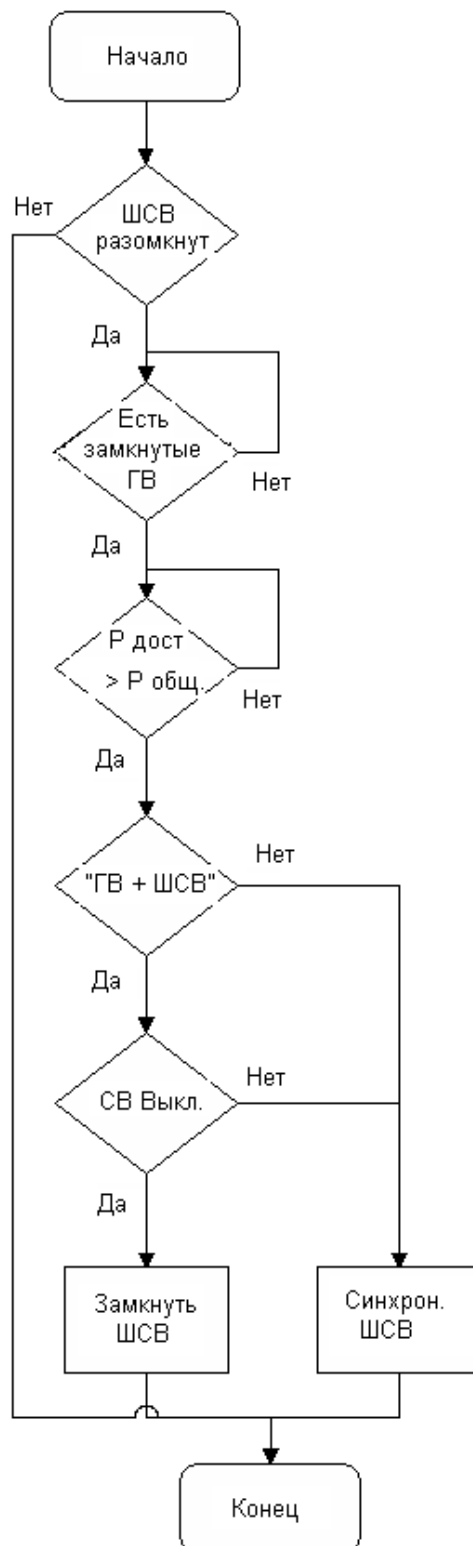 Начало
Нет
ШСВ
разомкнут
Да
Есть
замкнутые
ГВ
Нет
Да
Р дост
> Р общ.
Нет
Да
Нет
"ГВ + ШСВ"
Да
Нет
СВ Выкл.
Да
Замкнуть
ШСВ
Синхрон.
ШСВ
Конец